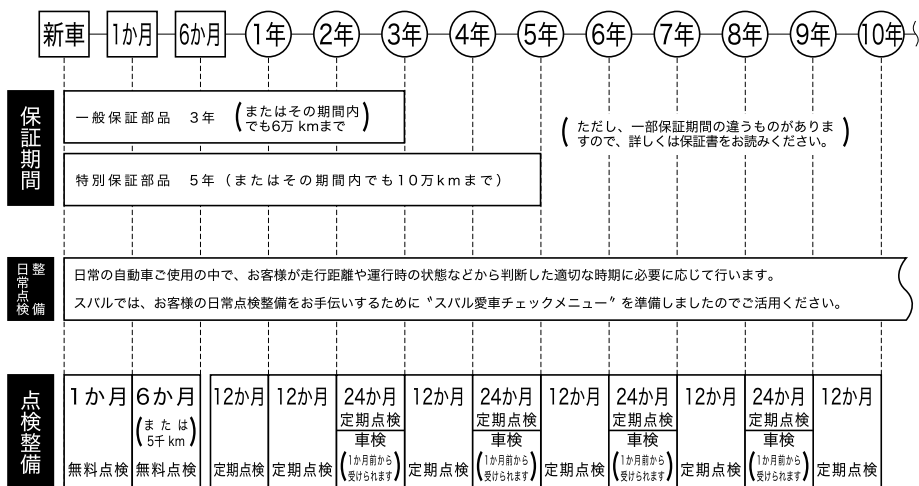 新車 1か月 6か月 1年 2年 3年 4年 5年 6年 7年 8年 9年 10年
保証期間
一般保証部品 3年 (またはその期間内
でも6万 kmまで)
(ただし、一部保証期間の違うものがありま
すので、詳しくは保証書をお読みください。)
特別保証部品 5年(またはその期間内でも10万kmまで)
日常点検
整備
日常の自動車ご使用の中で、お客様が走行距離や運行時の状態などから判断した適切な時期に必要に応じて行います。
スバルでは、お客様の日常点検整備をお手伝いするために〝スバル愛車チェックメニュー〟を準備しましたのでご活用ください。
点検整備
1か月
無料点検
6か月
(または
5千km)
無料点検
12か月
定期点検
12か月
定期点検
24か月
定期点検
車検
(1か月前から
受けられます)
12か月
定期点検
24か月
定期点検
車検
(1か月前から
受けられます)
12か月
定期点検
24か月
定期点検
車検
(1か月前から
受けられます)
12か月
定期点検
24か月
定期点検
車検
(1か月前から
受けられます)
12か月
定期点検